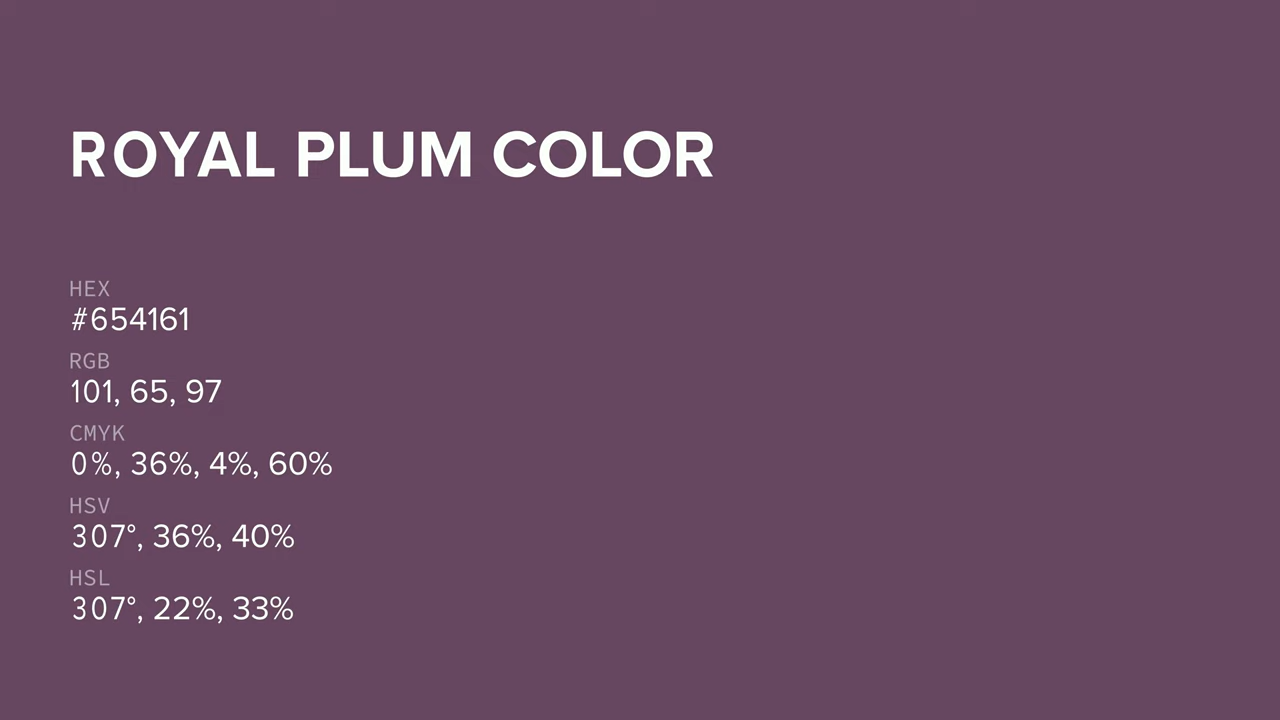 ROYAL PLUM COLOR
HEX
#654161
RGB
101, 65, 97
CMYK
0%, 36%, 4%, 60%
HSV
307°, 36%, 40%
HSL
307°, 22%, 33%